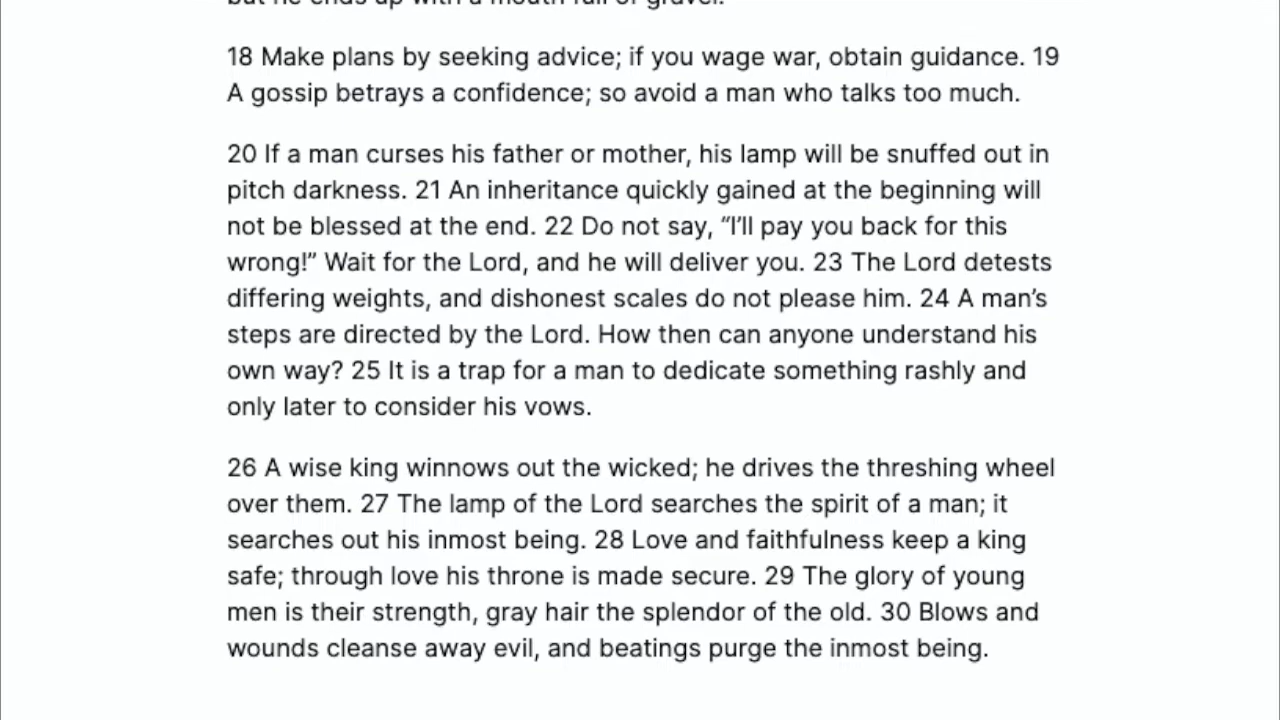 but he ends up with a mouth full of gravel.
18 Make plans by seeking advice; if you wage war, obtain guidance. 19
A gossip betrays a confidence; so avoid a man who talks too much.
20 If a man curses his father or mother, his lamp will be snuffed out in
pitch darkness. 21 An inheritance quickly gained at the beginning will
not be blessed at the end. 22 Do not say, “I’ll pay you back for this
wrong!” Wait for the Lord, and he will deliver you. 23 The Lord detests
differing weights, and dishonest scales do not please him. 24 A man’s
steps are directed by the Lord. How then can anyone understand his
own way? 25 It is a trap for a man to dedicate something rashly and
only later to consider his vows.
26 A wise king winnows out the wicked; he drives the threshing wheel
over them. 27 The lamp of the Lord searches the spirit of a man; it
searches out his inmost being. 28 Love and faithfulness keep a king
safe; through love his throne is made secure. 29 The glory of young
men is their strength, gray hair the splendor of the old. 30 Blows and
wounds cleanse away evil, and beatings purge the inmost being.